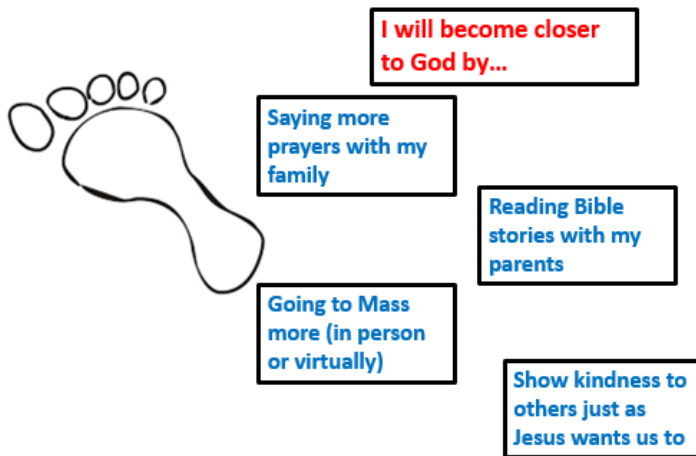 I will become closer
to God by...
Saying more
prayers with my
family
Reading Bible
stories with my
parents
Going to Mass
more (in person
or virtually)
Show kindness to
others just as
Jesus wants us to